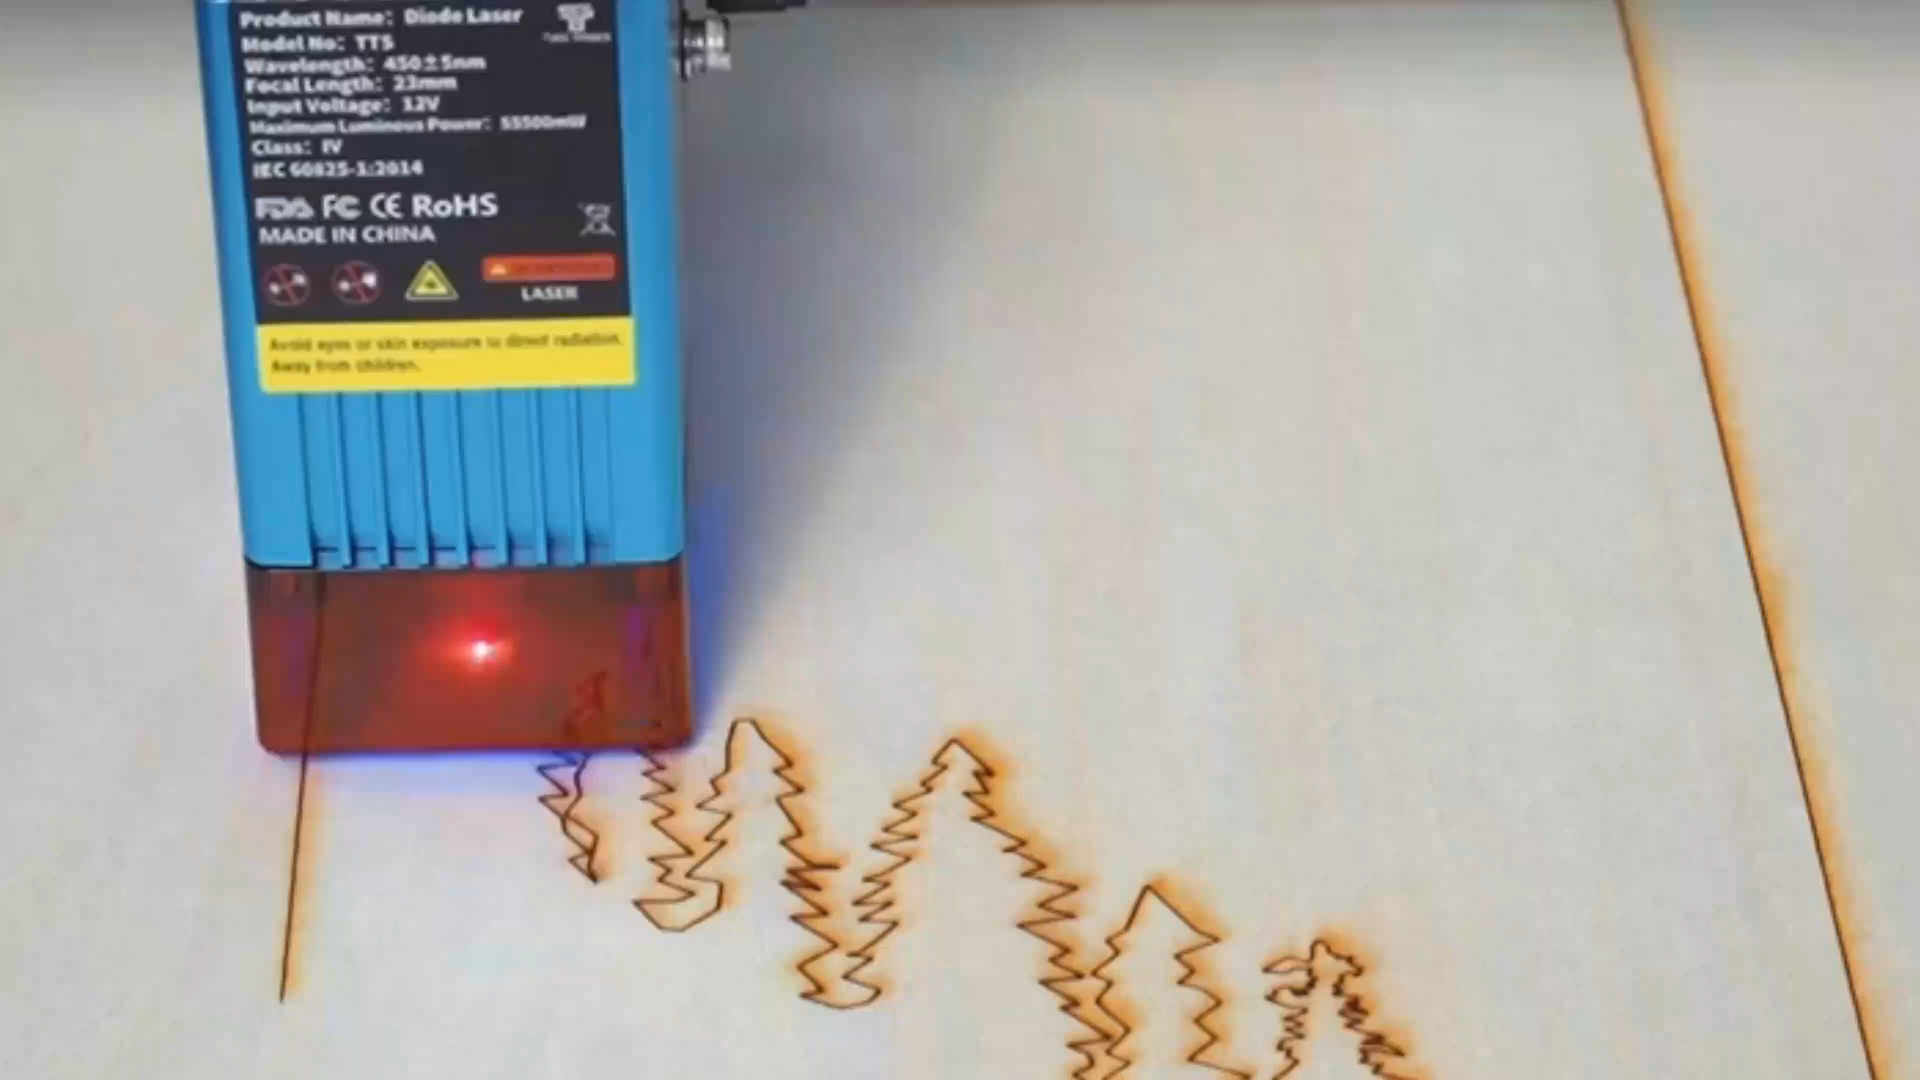 Product Name: Diode Laser
Model No: TTS
Wavelength: 450±5nm
Focal Length: 23mm
Input Voltage: 12V
Maximum Luminous Power: 55500mW
Class: IV
IEC 60825-1:2014
FDA FC CE RoHS
MADE IN CHINA
LASER
Avoid eyes or skin exposure to direct radiation.
Away from children.